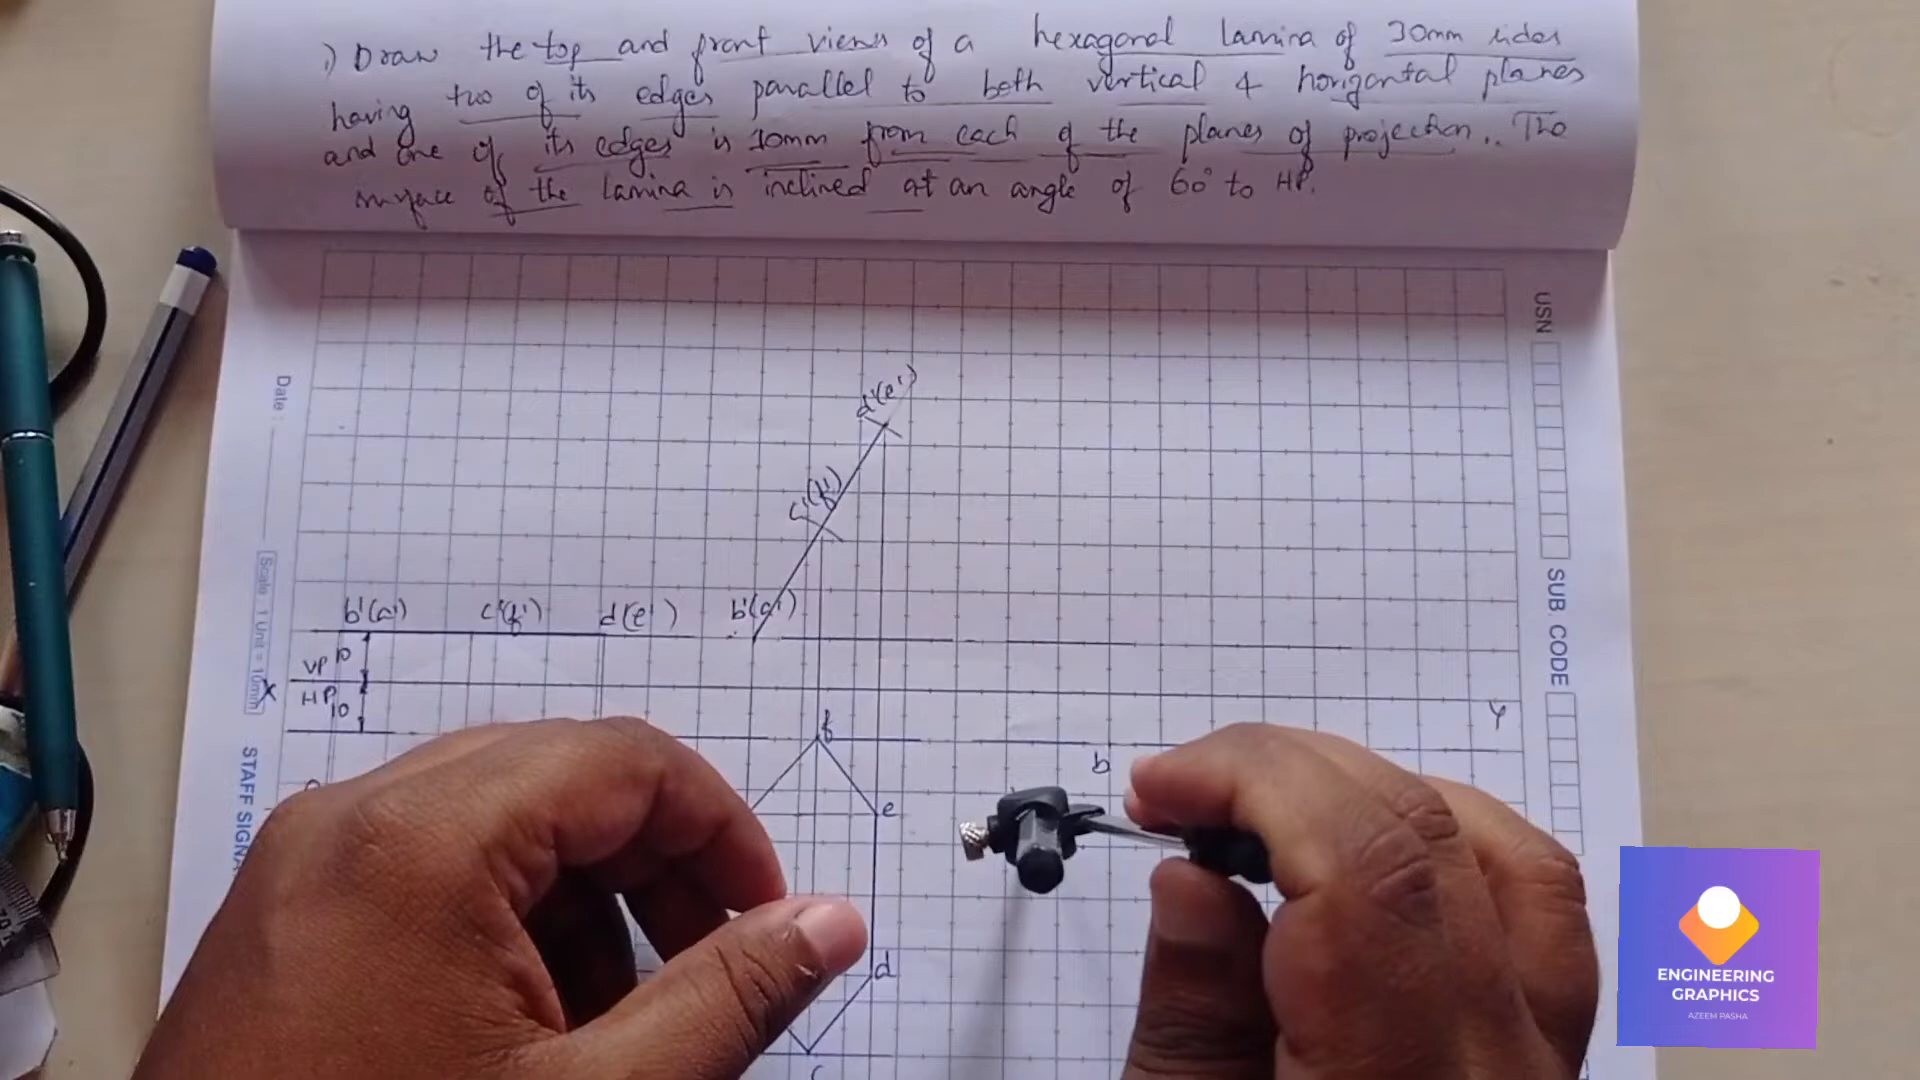 1) Draw the top and front views of a hexagonal lamina of 30mm sides
having two of its edges parallel to both vertical & horizontal planes
and one of its edges is 10mm from each of the planes of projection. The
surface of the lamina is inclined at an angle of 60° to HP.
USN
Date :
d'(e')
c'(f')
b'(a') c'(f') d'(e') b'(a')
VP 10
HP 10
X
Y
Scale 1 Unit = 10mm
SUB CODE
f
b
e
d
STAFF SIGNA
ENGINEERING
GRAPHICS
AZEEM PASHA